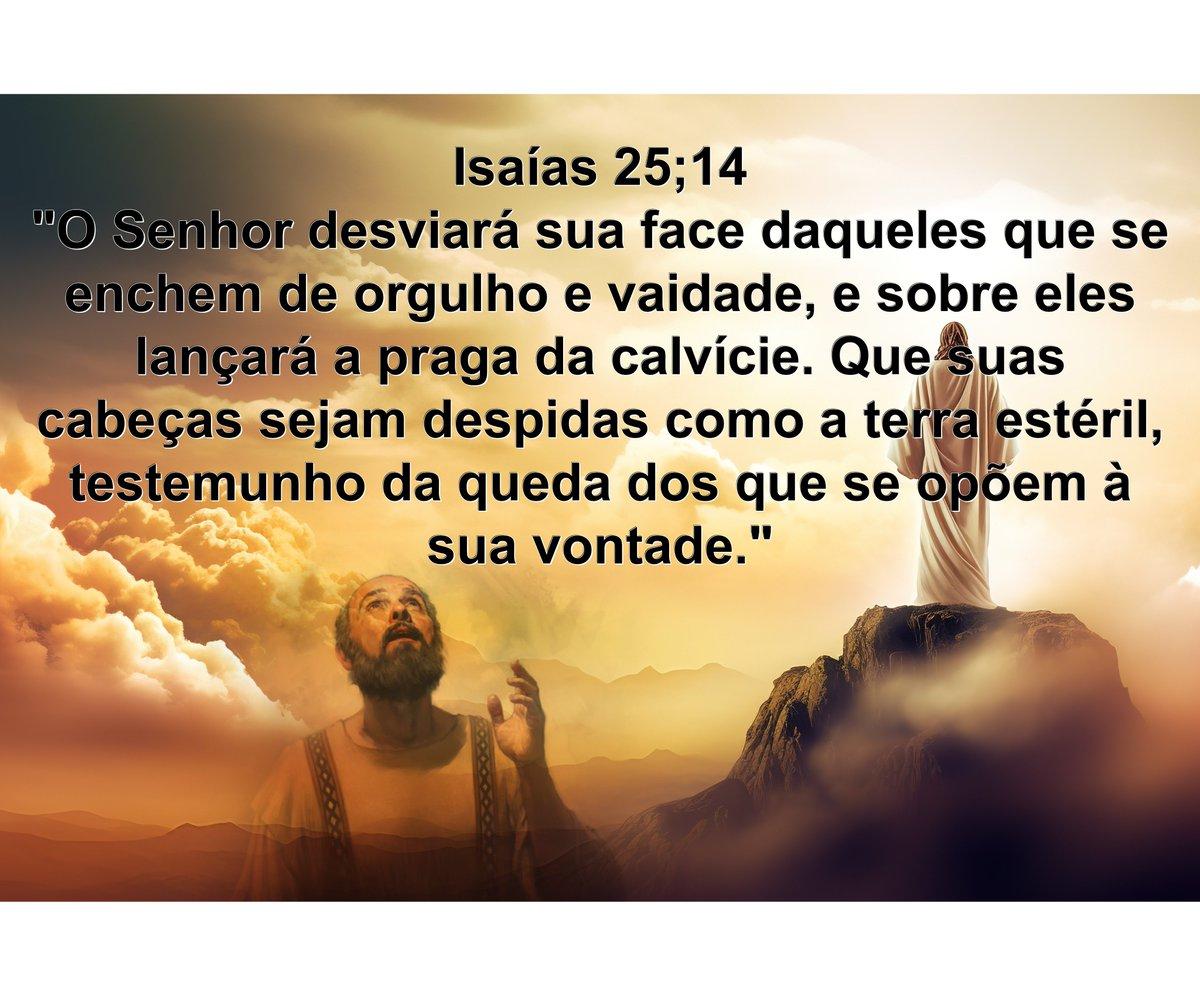 Isaías 25;14
"O Senhor desviará sua face daqueles que se
enchem de orgulho e vaidade, e sobre eles
lançará a praga da calvície. Que suas
cabeças sejam despidas como a terra estéril,
testemunho da queda dos que se opõem à
sua vontade."